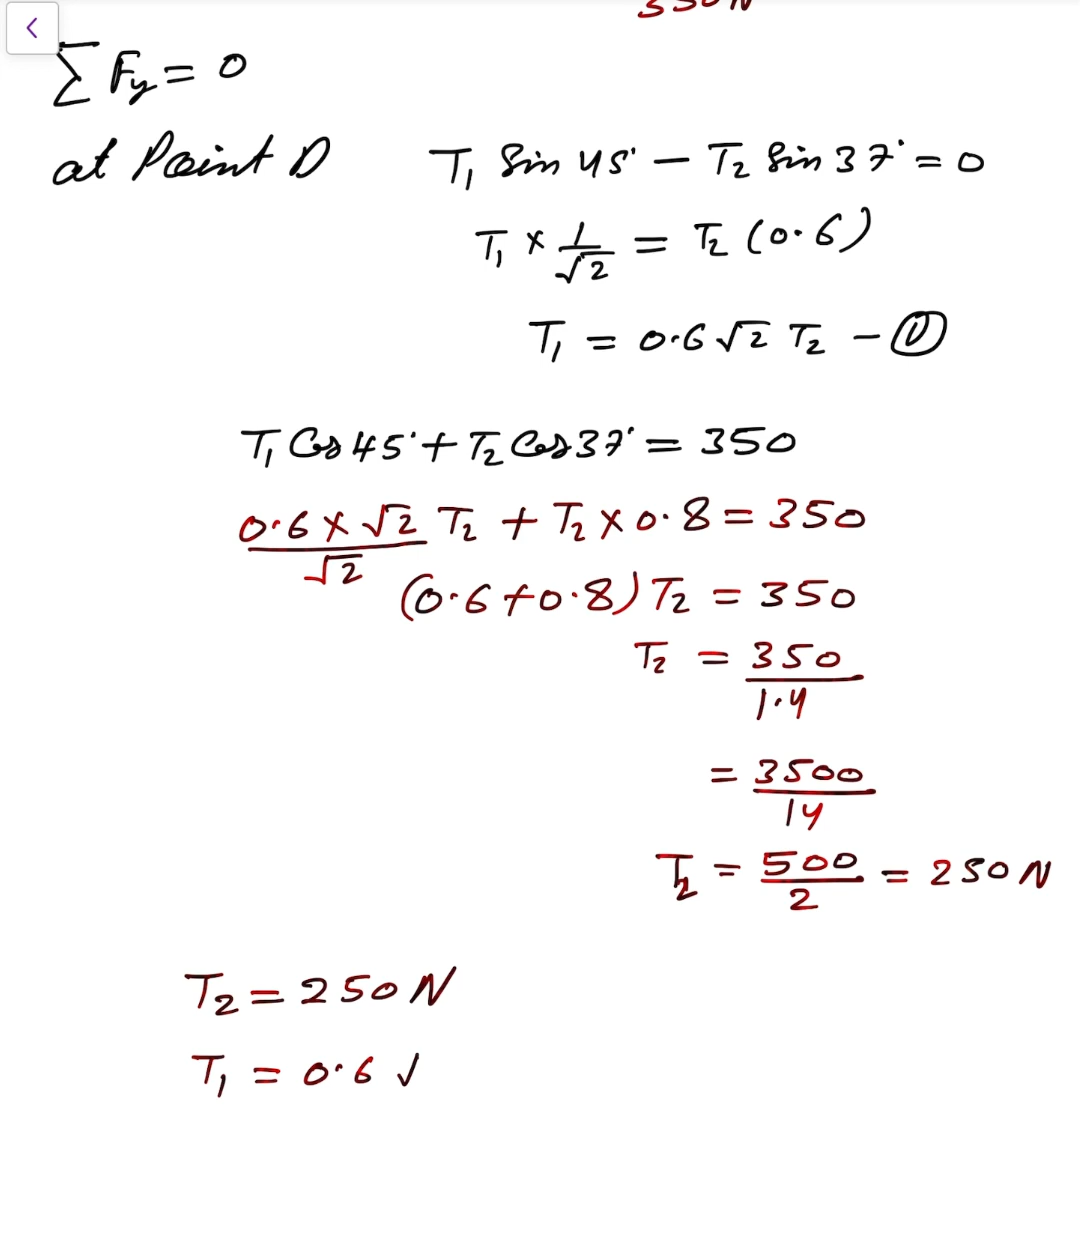 350N
∑ Fy = 0
at Point D T₁ Sin 45° − T₂ Sin 37° = 0
T₁ × 1/√2 = T₂ (0.6)
T₁ = 0.6 √2 T₂ − ①
T₁ Cos 45° + T₂ Cos 37° = 350
0.6 × √2 T₂ / √2 + T₂ × 0.8 = 350
(0.6 + 0.8) T₂ = 350
T₂ = 350/1.4
= 3500/14
T₂ = 500/2 = 250 N
T₂ = 250 N
T₁ = 0.6 √